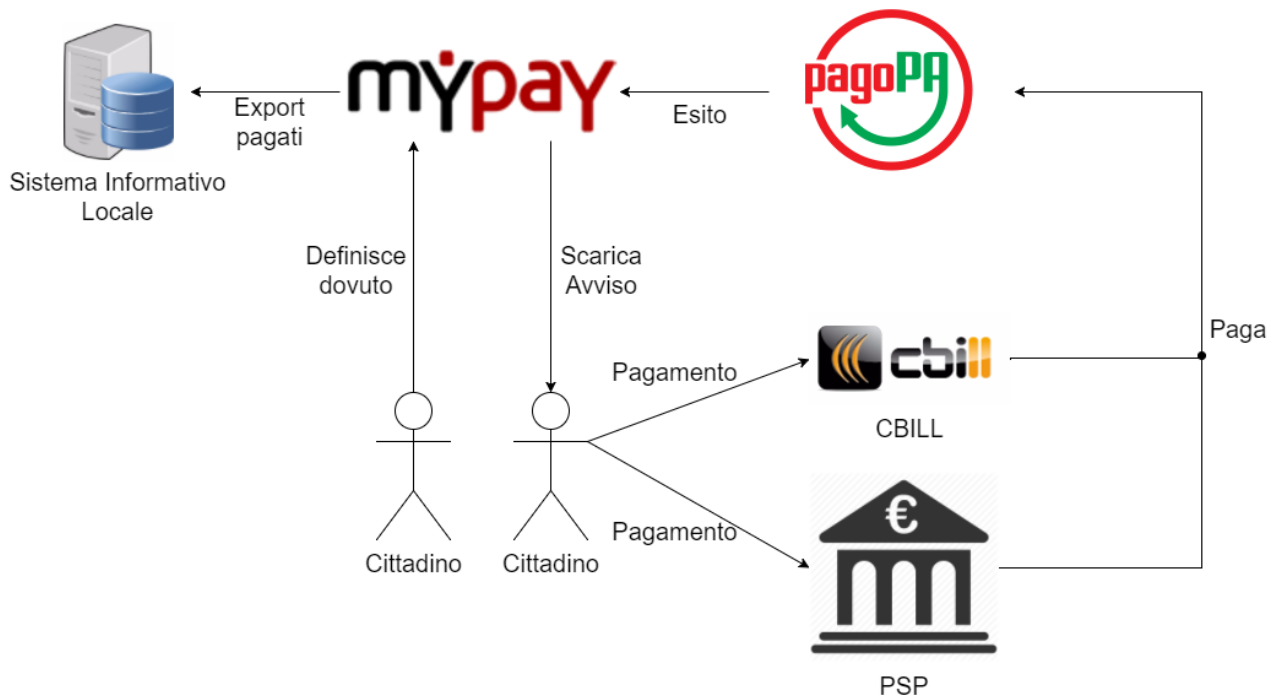 mypay
pagoPA
Export
pagati
Esito
Sistema Informativo
Locale
Definisce
dovuto
Scarica
Avviso
Paga
Pagamento
cbill
CBILL
€
Pagamento
Cittadino
Cittadino
PSP